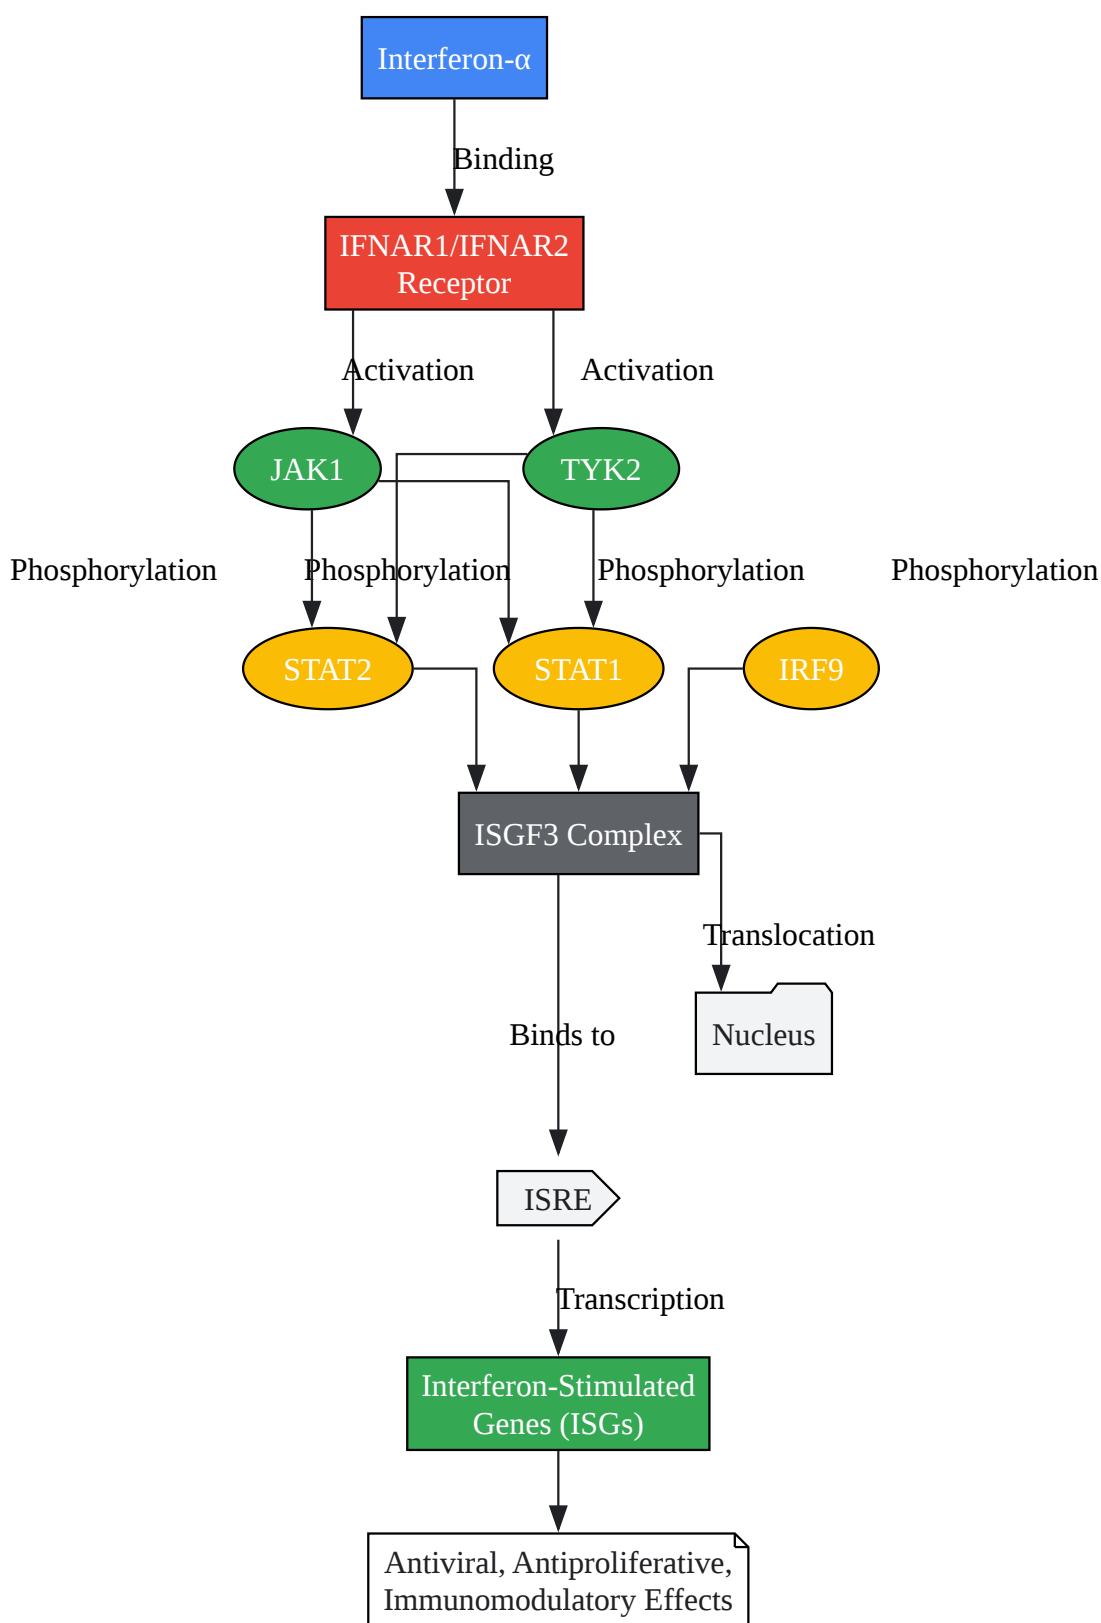 Interferon-α
Binding
IFNAR1/IFNAR2
Receptor
Activation
Activation
JAK1
TYK2
Phosphorylation
Phosphorylation
Phosphorylation
Phosphorylation
STAT2
STAT1
IRF9
ISGF3 Complex
Translocation
Binds to
Nucleus
ISRE
Transcription
Interferon-Stimulated
Genes (ISGs)
Antiviral, Antiproliferative,
Immunomodulatory Effects